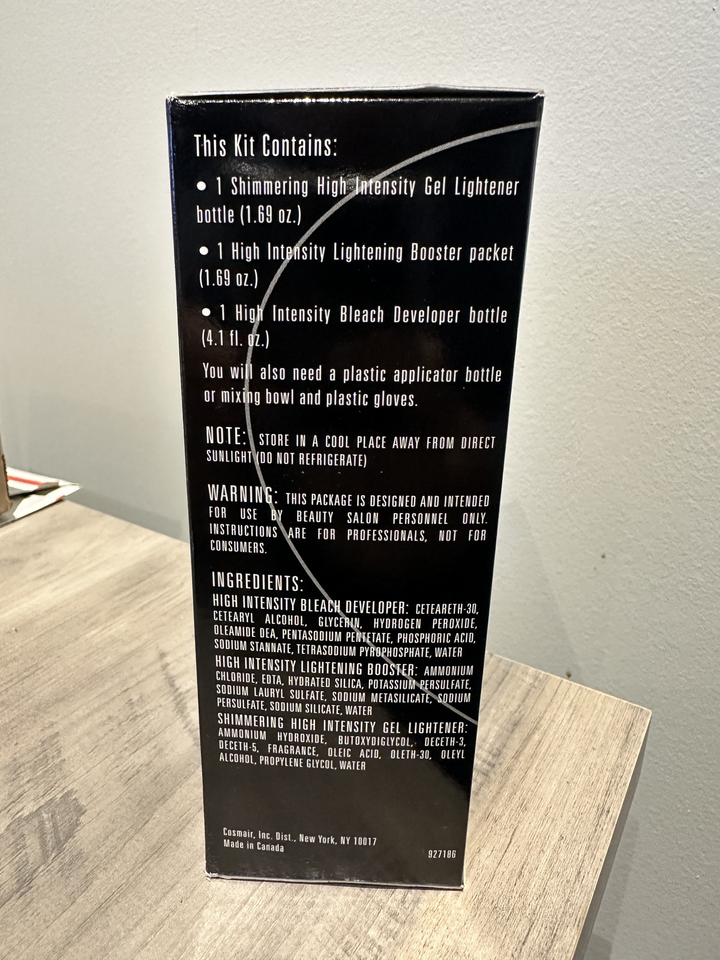 This Kit Contains:
• 1 Shimmering High Intensity Gel Lightener
bottle (1.69 oz.)
• 1 High Intensity Lightening Booster packet
(1.69 oz.)
• 1 High Intensity Bleach Developer bottle
(4.1 fl. oz.)
You will also need a plastic applicator bottle
or mixing bowl and plastic gloves.
NOTE: STORE IN A COOL PLACE AWAY FROM DIRECT
SUNLIGHT (DO NOT REFRIGERATE)
WARNING: THIS PACKAGE IS DESIGNED AND INTENDED
FOR USE BY BEAUTY SALON PERSONNEL ONLY.
INSTRUCTIONS ARE FOR PROFESSIONALS, NOT FOR
CONSUMERS.
INGREDIENTS:
HIGH INTENSITY BLEACH DEVELOPER: CETEARETH-30,
CETEARYL ALCOHOL, GLYCERIN, HYDROGEN PEROXIDE,
OLEAMIDE DEA, PENTASODIUM PENTETATE, PHOSPHORIC ACID,
SODIUM STANNATE, TETRASODIUM PYROPHOSPHATE, WATER
HIGH INTENSITY LIGHTENING BOOSTER: AMMONIUM
CHLORIDE, EDTA, HYDRATED SILICA, POTASSIUM PERSULFATE,
SODIUM LAURYL SULFATE, SODIUM METASILICATE, SODIUM
PERSULFATE, SODIUM SILICATE, WATER
SHIMMERING HIGH INTENSITY GEL LIGHTENER:
AMMONIUM HYDROXIDE, BUTOXYDIGLYCOL, DECETH-3,
DECETH-5, FRAGRANCE, OLEIC ACID, OLETH-30, OLEYL
ALCOHOL, PROPYLENE GLYCOL, WATER
Cosmair, Inc. Dist., New York, NY 10017
Made in Canada
927186